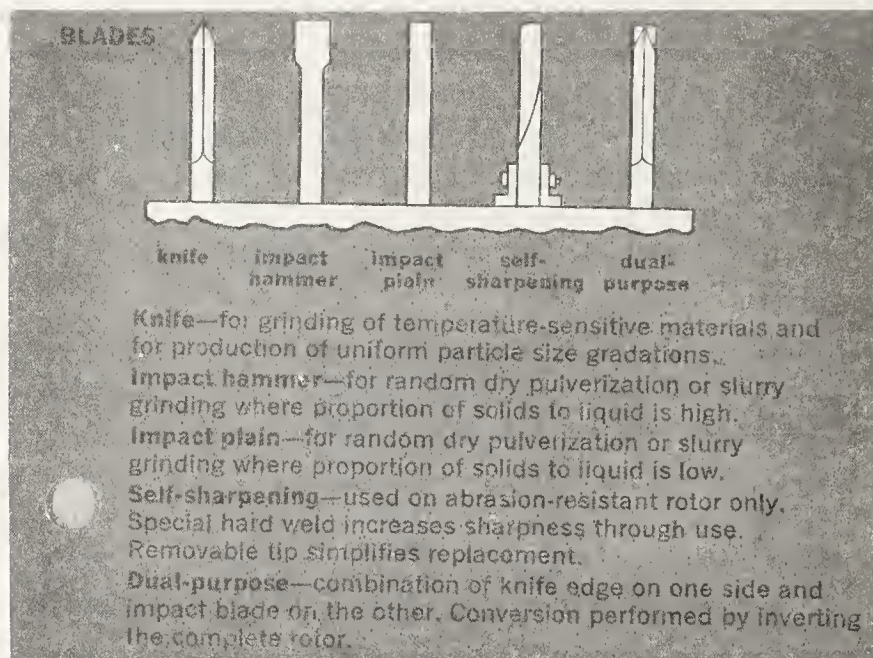 BLADES
knife impact hammer impact plain self-sharpening dual-purpose
Knife—for grinding of temperature-sensitive materials and
for production of uniform particle size gradations.
Impact hammer—for random dry pulverization or slurry
grinding where proportion of solids to liquid is high.
Impact plain—for random dry pulverization or slurry
grinding where proportion of solids to liquid is low.
Self-sharpening—used on abrasion-resistant rotor only.
Special hard weld increases sharpness through use.
Removable tip simplifies replacement.
Dual-purpose—combination of knife edge on one side and
impact blade on the other. Conversion performed by inverting
the complete rotor.